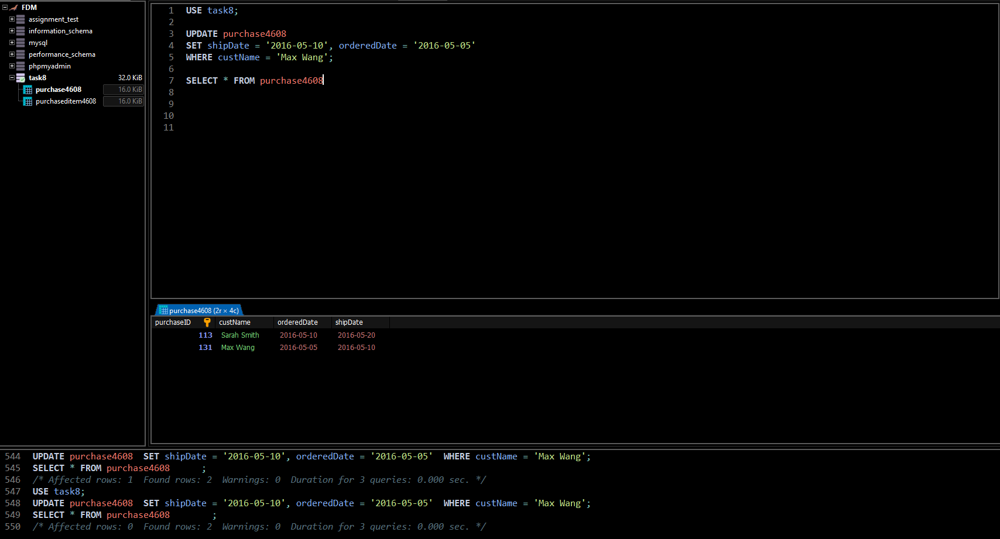 FDM
assignment_test
information_schema
mysql
performance_schema
phpmyadmin
task8 32.0 KiB
purchase4608 16.0 KiB
purchaseditem4608 16.0 KiB
1 USE task8;
2
3 UPDATE purchase4608
4 SET shipDate = '2016-05-10', orderedDate = '2016-05-05'
5 WHERE custName = 'Max Wang';
6
7 SELECT * FROM purchase4608
8
9
10
11
purchase4608 (2r × 4c)
purchaseID custName orderedDate shipDate
113 Sarah Smith 2016-05-10 2016-05-20
131 Max Wang 2016-05-05 2016-05-10
544 UPDATE purchase4608 SET shipDate = '2016-05-10', orderedDate = '2016-05-05' WHERE custName = 'Max Wang';
545 SELECT * FROM purchase4608 ;
546 /* Affected rows: 1 Found rows: 2 Warnings: 0 Duration for 3 queries: 0.000 sec. */
547 USE task8;
548 UPDATE purchase4608 SET shipDate = '2016-05-10', orderedDate = '2016-05-05' WHERE custName = 'Max Wang';
549 SELECT * FROM purchase4608 ;
550 /* Affected rows: 0 Found rows: 2 Warnings: 0 Duration for 3 queries: 0.000 sec. */